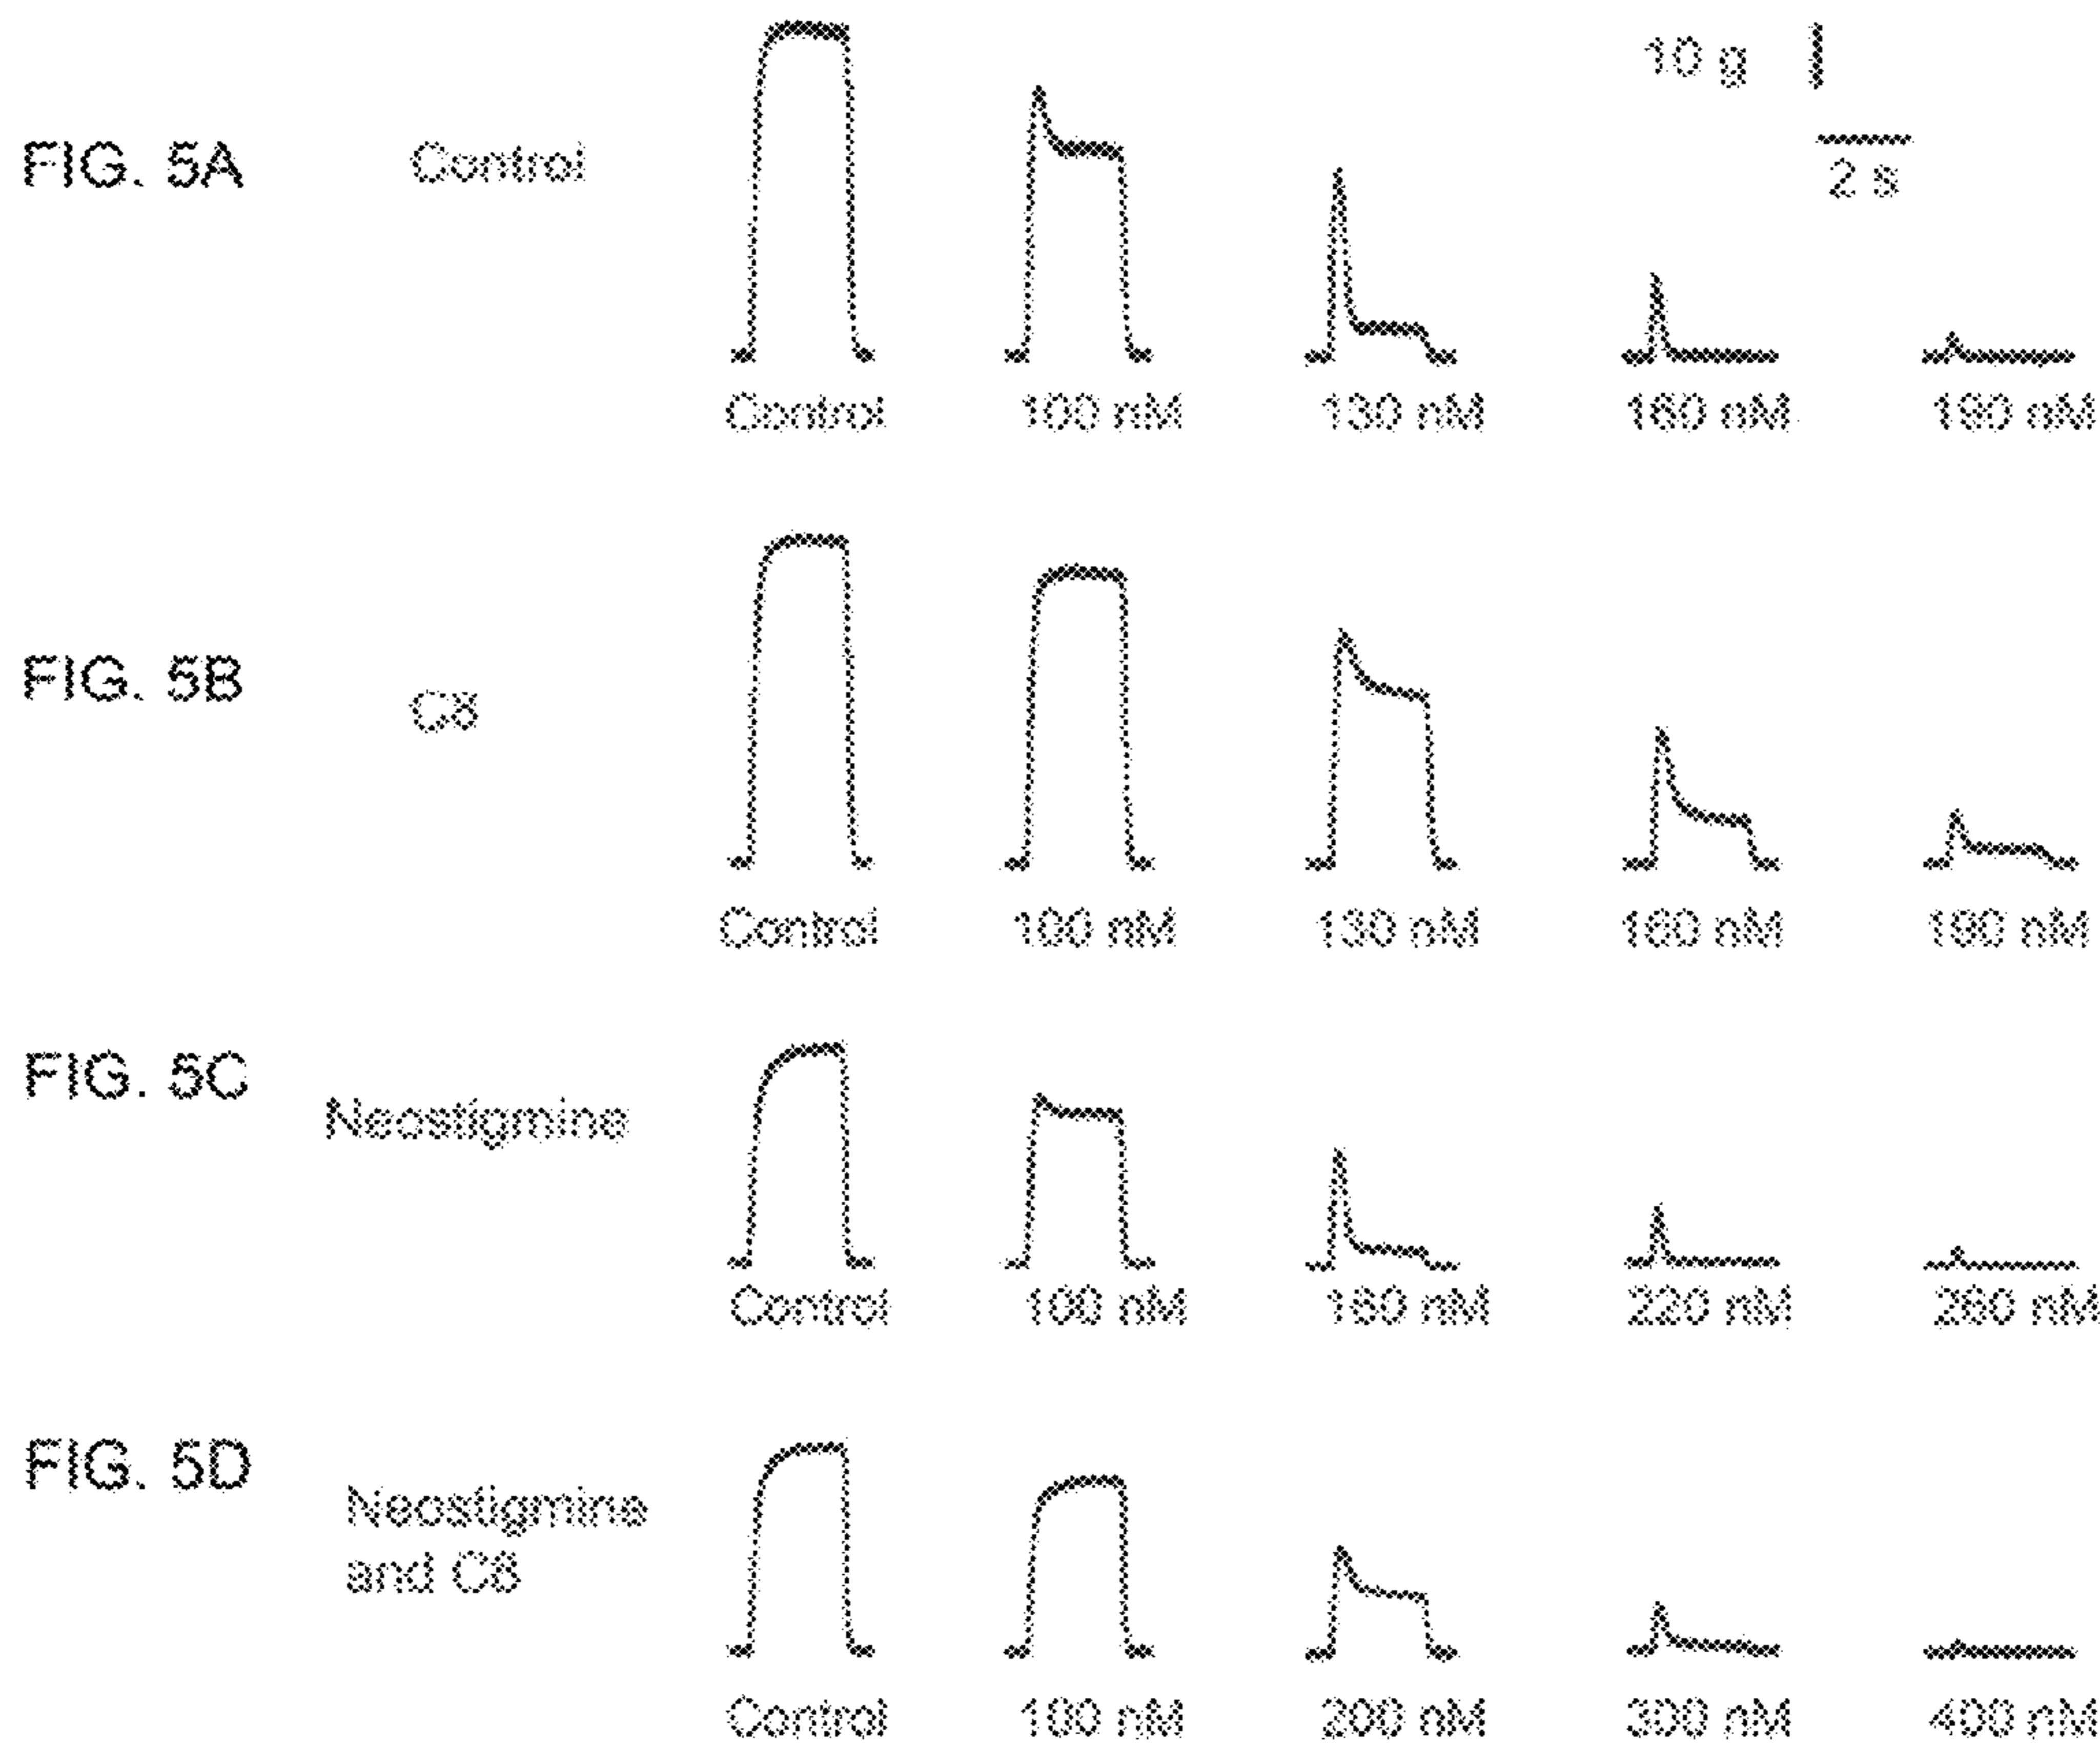 10 g
FIG. 5A
Control
2 s
Control 100 nM 130 nM 160 nM 190 nM
FIG. 5B
C8
Control 100 nM 130 nM 160 nM 190 nM
FIG. 5C
Neostigmine
Control 100 nM 160 nM 220 nM 260 nM
FIG. 5D
Neostigmine
and C8
Control 100 nM 200 nM 300 nM 400 nM